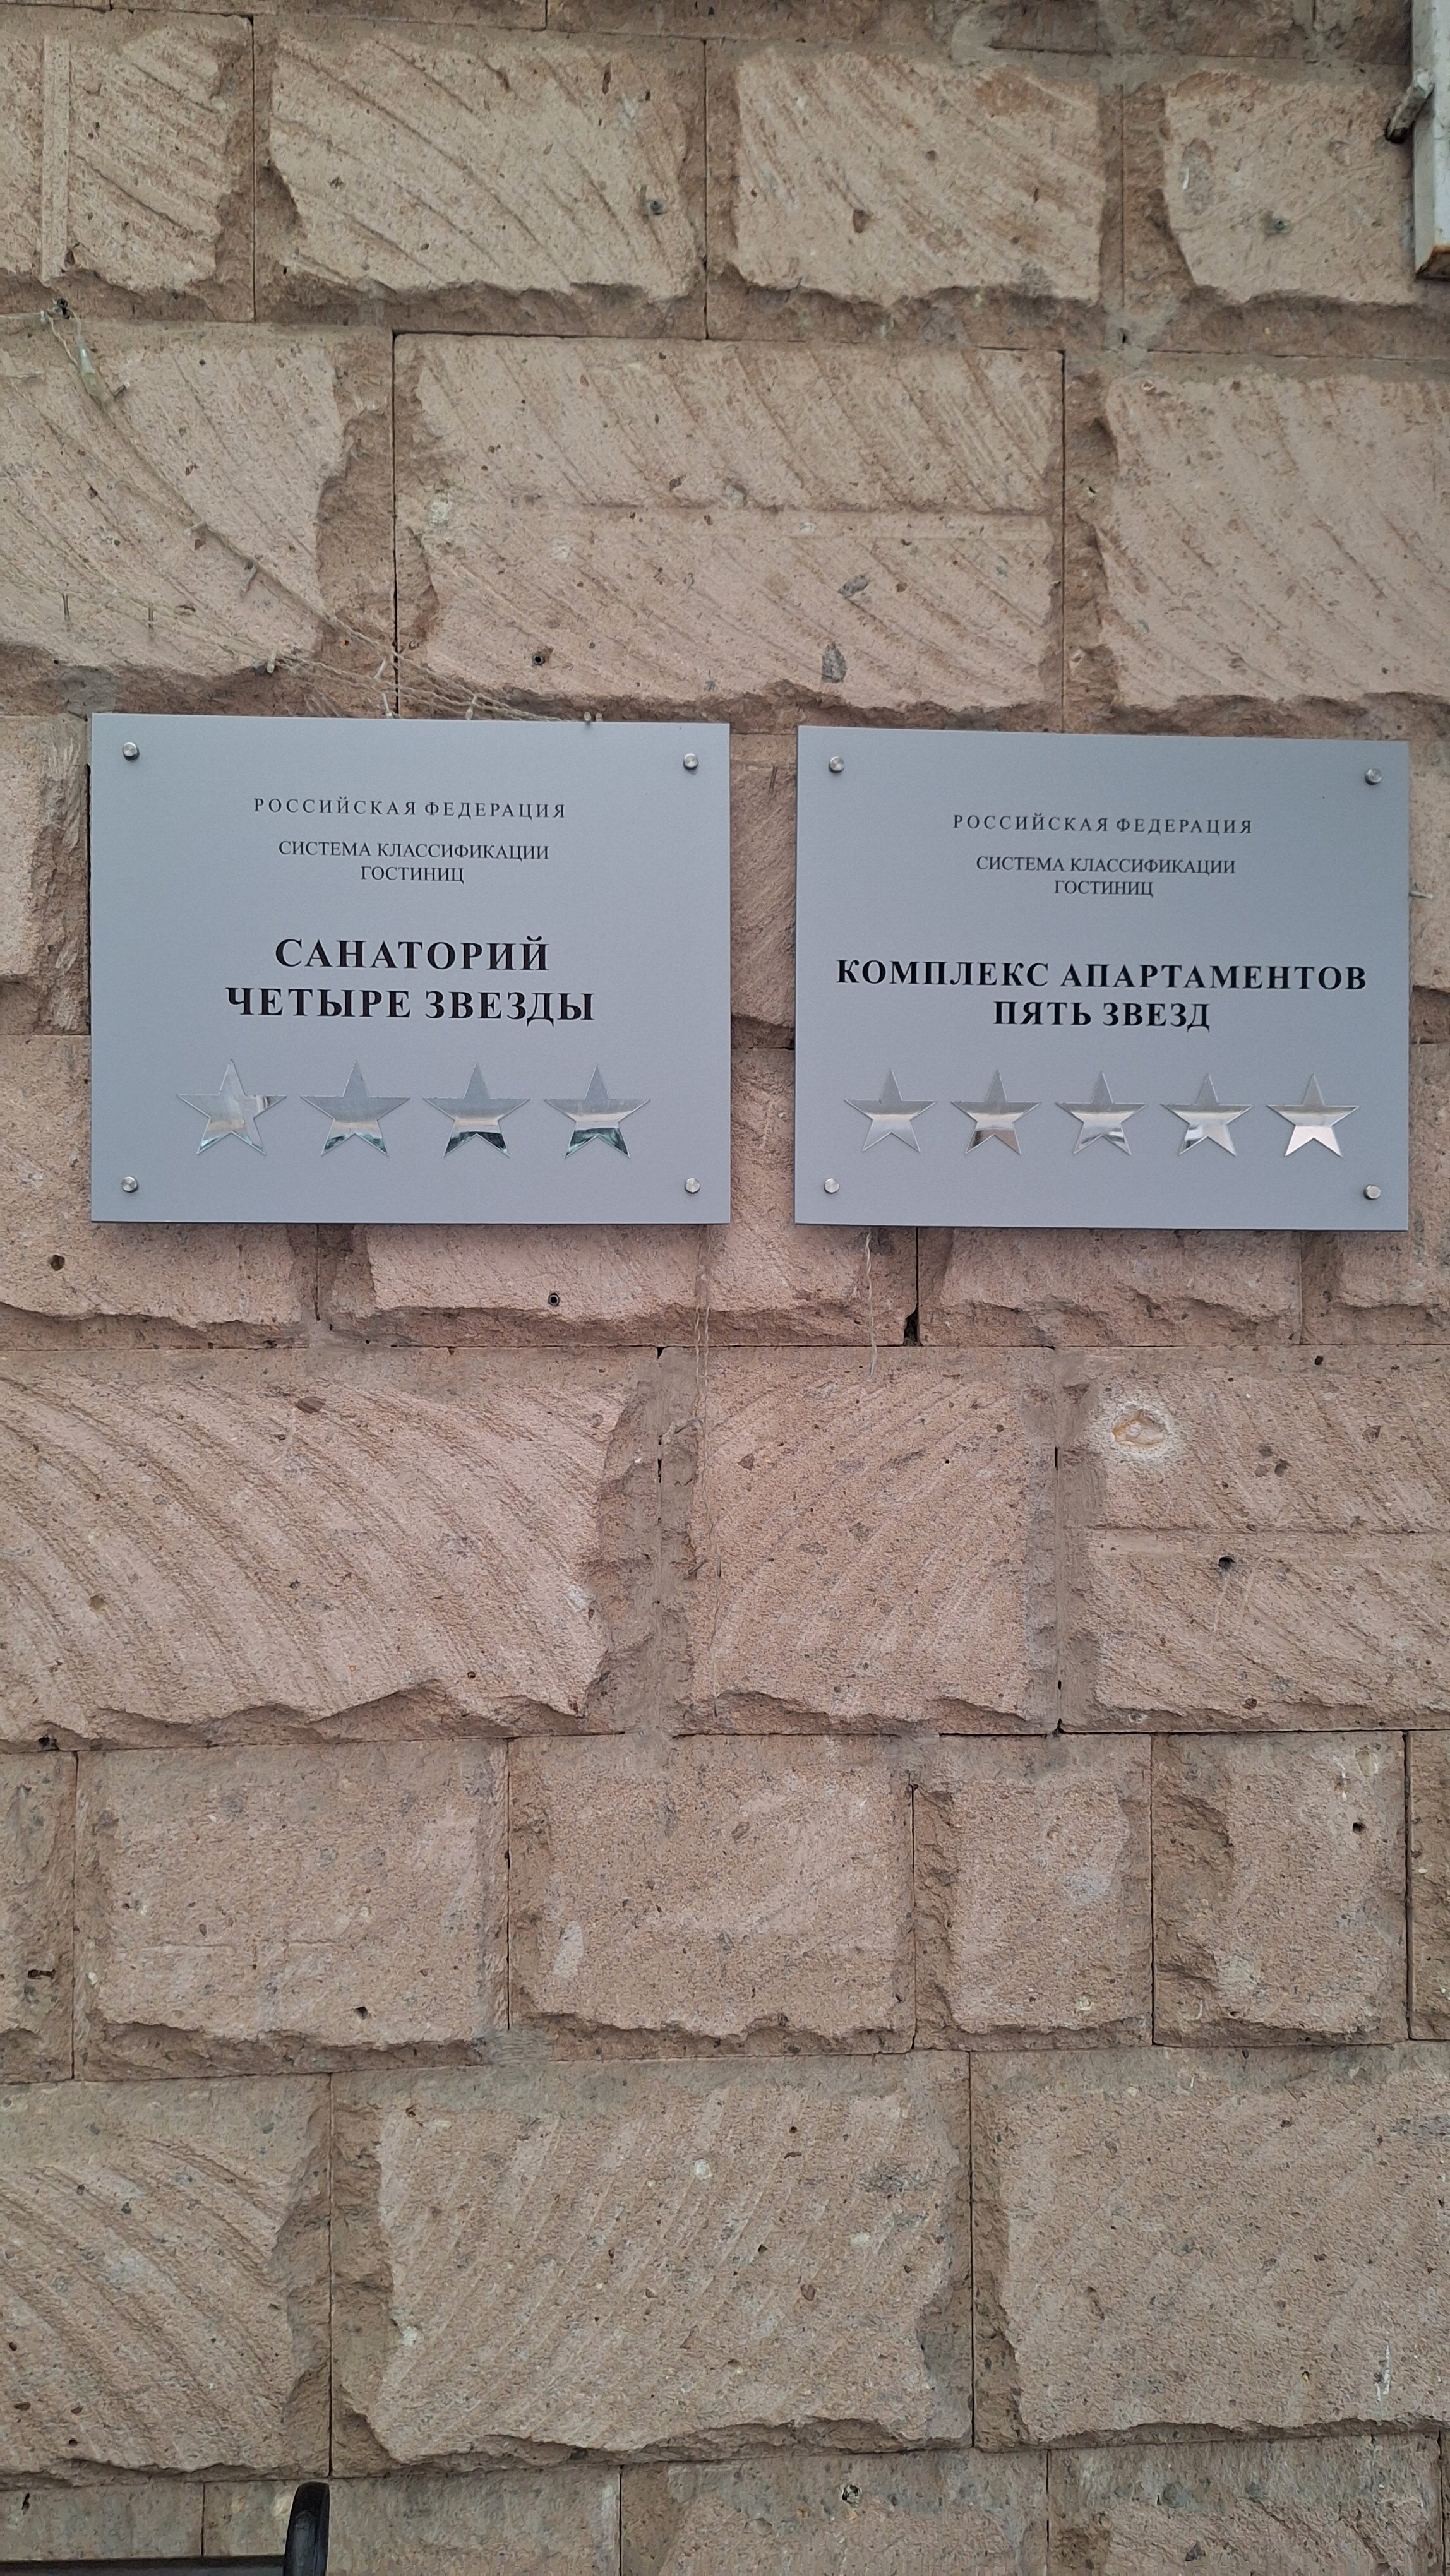 РОССИЙСКАЯ ФЕДЕРАЦИЯ
СИСТЕМА КЛАССИФИКАЦИИ
ГОСТИНИЦ
САНАТОРИЙ
ЧЕТЫРЕ ЗВЕЗДЫ
РОССИЙСКАЯ ФЕДЕРАЦИЯ
СИСТЕМА КЛАССИФИКАЦИИ
ГОСТИНИЦ
КОМПЛЕКС АПАРТАМЕНТОВ
ПЯТЬ ЗВЕЗД